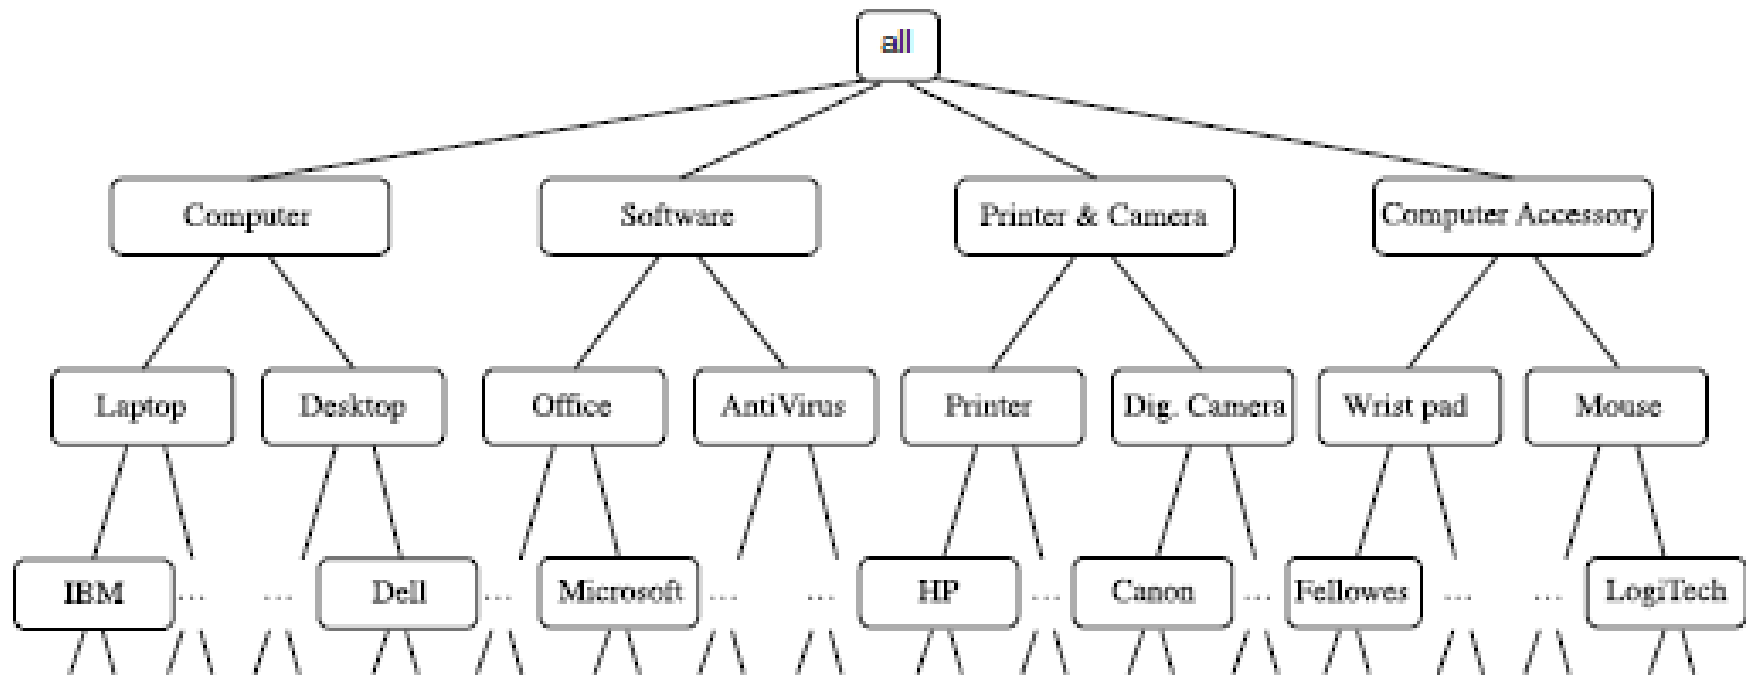 all
Computer
Software
Printer & Camera
Computer Accessory
Laptop
Desktop
Office
AntiVirus
Printer
Dig. Camera
Wrist pad
Mouse
IBM
...
...
Dell
...
Microsoft
...
...
HP
...
Canon
...
Fellowes
...
...
LogiTech